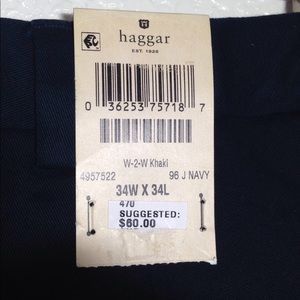 haggar
EST. 1926
0 36253 75718 7
W-2-W Khaki
4957522 96 J NAVY
34W X 34L
470
SUGGESTED:
$60.00